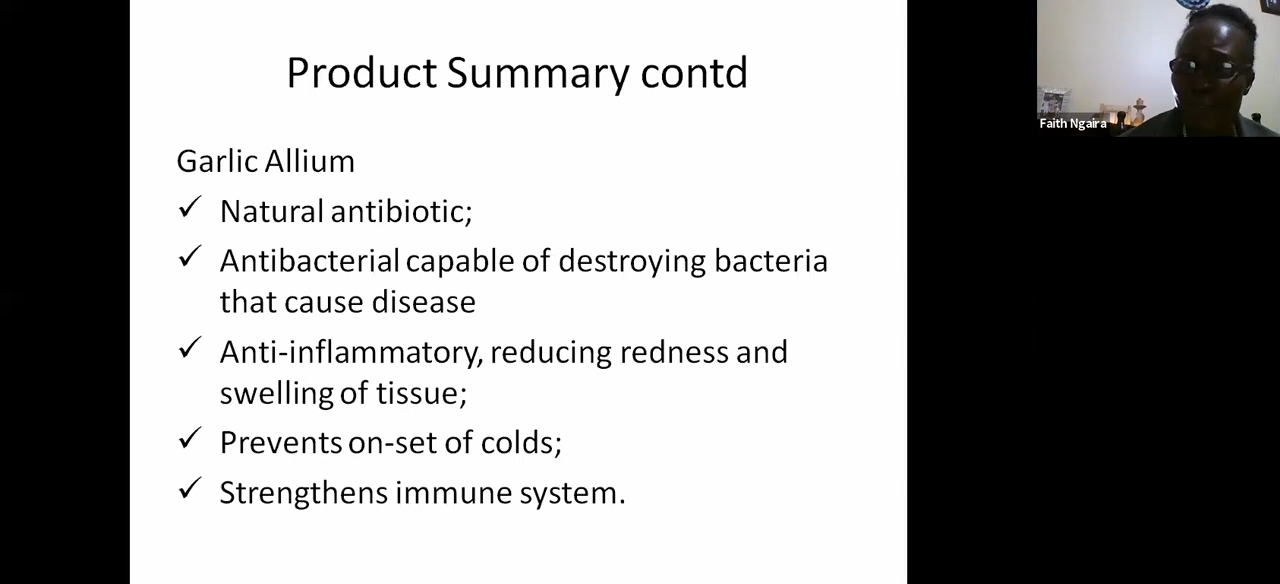 Product Summary contd
Garlic Allium
✓ Natural antibiotic;
✓ Antibacterial capable of destroying bacteria
that cause disease
✓ Anti-inflammatory, reducing redness and
swelling of tissue;
✓ Prevents on-set of colds;
✓ Strengthens immune system.
Faith Ngaira